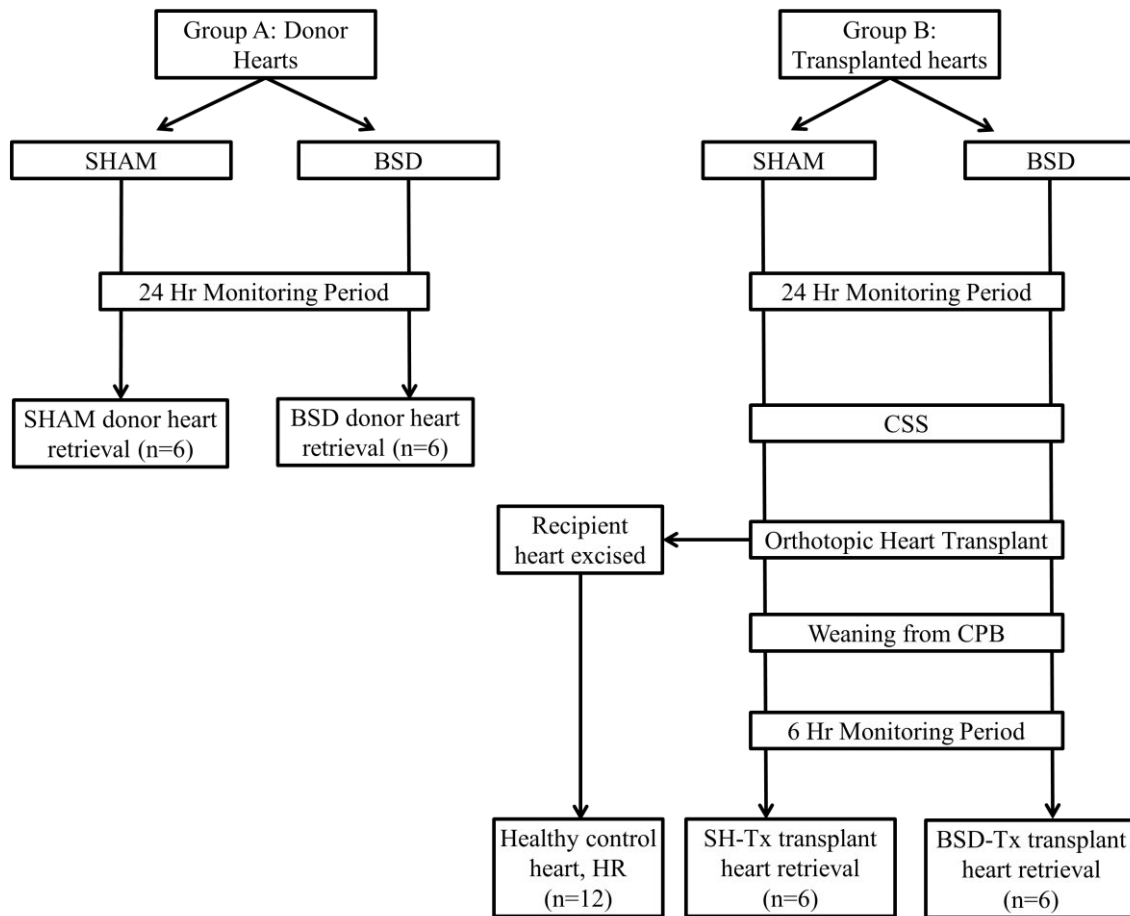 Group A: Donor
Hearts
SHAM
BSD
24 Hr Monitoring Period
SHAM donor heart
retrieval (n=6)
BSD donor heart
retrieval (n=6)
Group B:
Transplanted hearts
SHAM
BSD
24 Hr Monitoring Period
CSS
Orthotopic Heart Transplant
Recipient
heart excised
Weaning from CPB
6 Hr Monitoring Period
Healthy control
heart, HR
(n=12)
SH-Tx transplant
heart retrieval
(n=6)
BSD-Tx transplant
heart retrieval
(n=6)